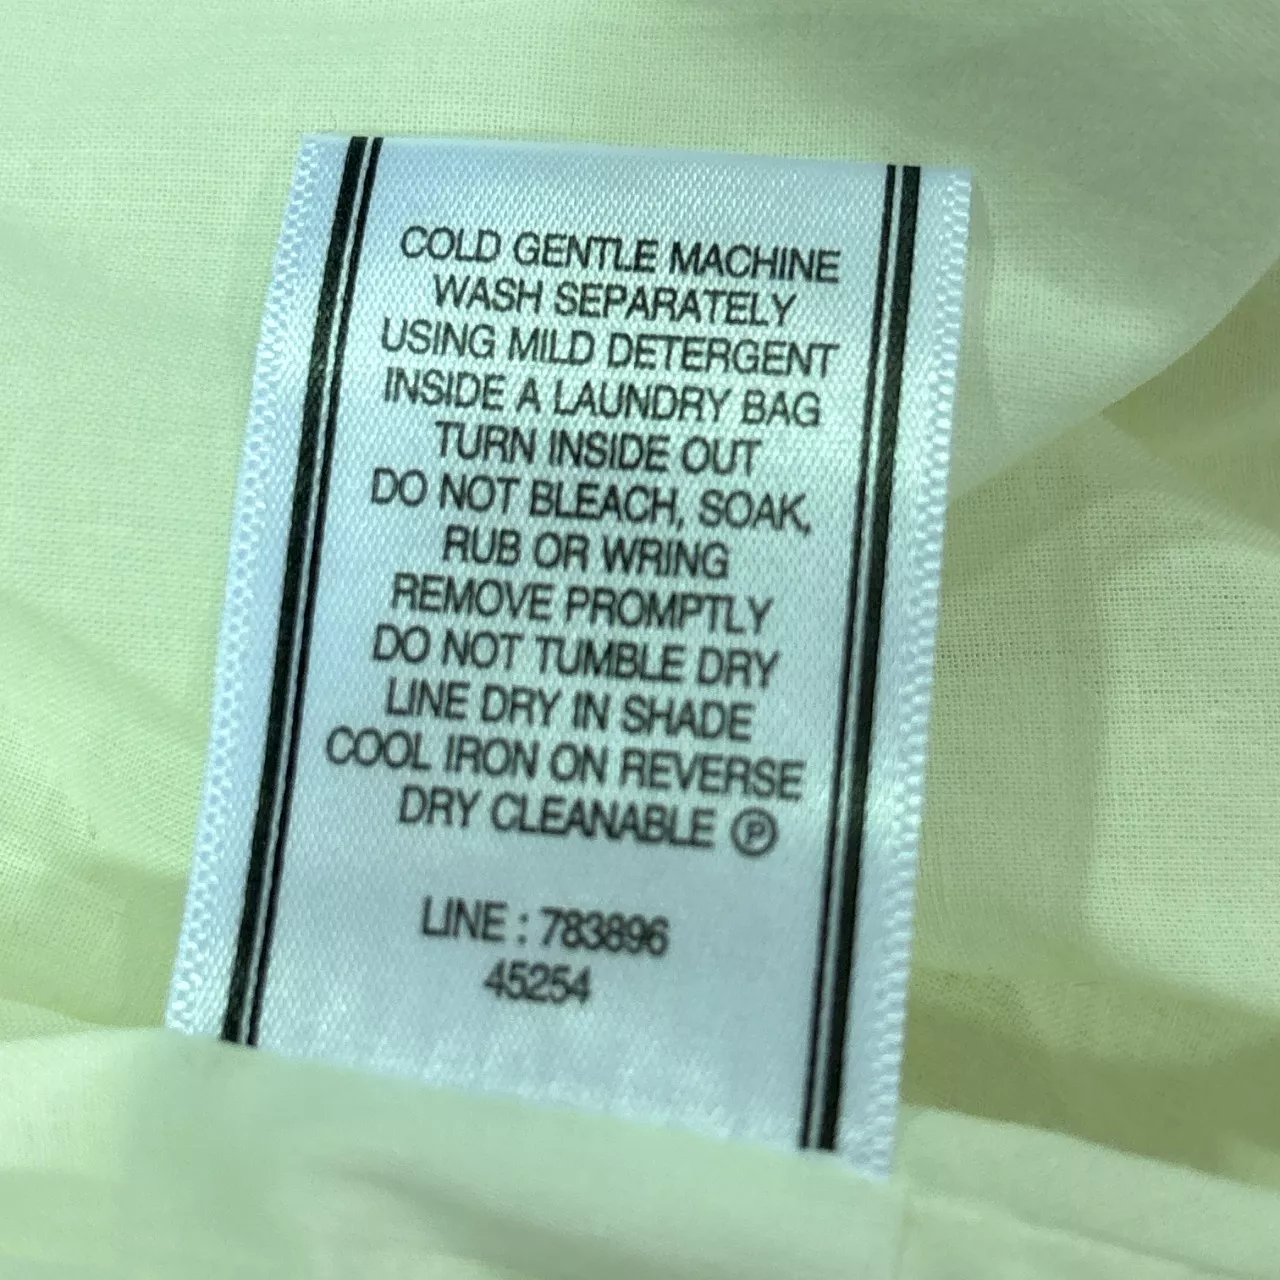 COLD GENTLE MACHINE
WASH SEPARATELY
USING MILD DETERGENT
INSIDE A LAUNDRY BAG
TURN INSIDE OUT
DO NOT BLEACH, SOAK,
RUB OR WRING
REMOVE PROMPTLY
DO NOT TUMBLE DRY
LINE DRY IN SHADE
COOL IRON ON REVERSE
DRY CLEANABLE Ⓟ
LINE : 783896
45254